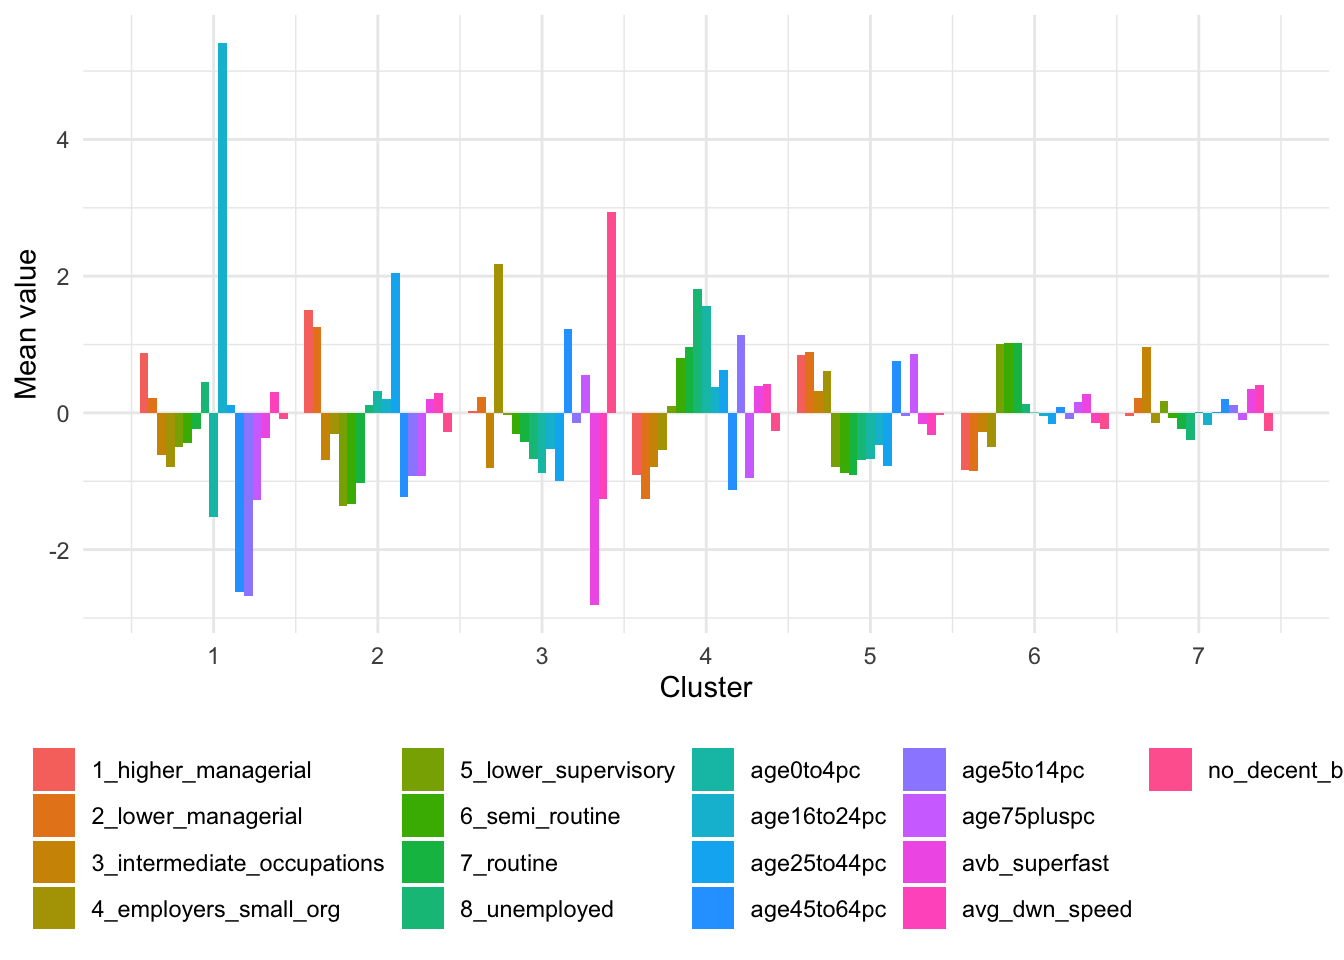 4
2
0
-2
Mean value
1 2 3 4 5 6 7
Cluster
1_higher_managerial 5_lower_supervisory age0to4pc age5to14pc no_decent_b
2_lower_managerial 6_semi_routine age16to24pc age75pluspc
3_intermediate_occupations 7_routine age25to44pc avb_superfast
4_employers_small_org 8_unemployed age45to64pc avg_dwn_speed